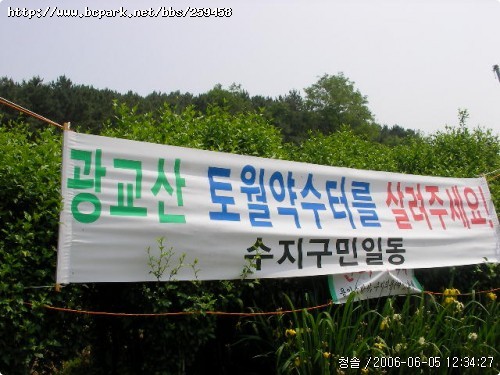 https://www.bcpark.net/bbs/259458
광교산 토월약수터를 살려주세요!
수지구민일동
청솔 / 2006-06-05 12:34:27